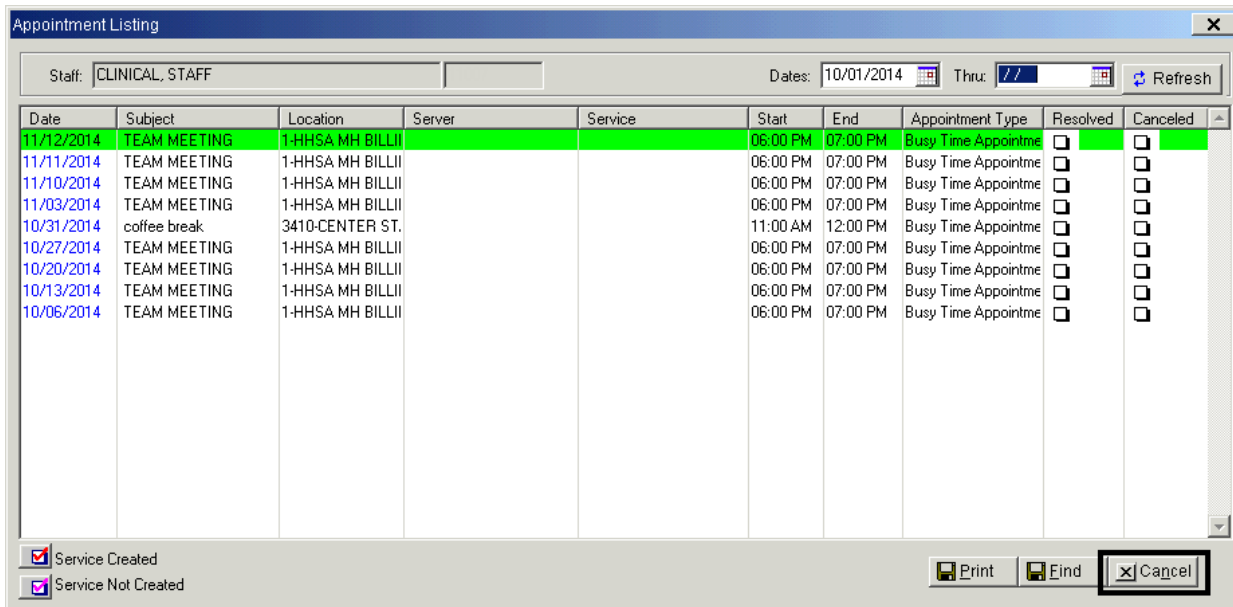 Appointment Listing
Staff: CLINICAL, STAFF Dates: 10/01/2014 Thru: / / Refresh
Date Subject Location Server Service Start End Appointment Type Resolved Canceled
11/12/2014 TEAM MEETING 1-HHSA MH BILLII 06:00 PM 07:00 PM Busy Time Appointme
11/11/2014 TEAM MEETING 1-HHSA MH BILLII 06:00 PM 07:00 PM Busy Time Appointme
11/10/2014 TEAM MEETING 1-HHSA MH BILLII 06:00 PM 07:00 PM Busy Time Appointme
11/03/2014 TEAM MEETING 1-HHSA MH BILLII 06:00 PM 07:00 PM Busy Time Appointme
10/31/2014 coffee break 3410-CENTER ST. 11:00 AM 12:00 PM Busy Time Appointme
10/27/2014 TEAM MEETING 1-HHSA MH BILLII 06:00 PM 07:00 PM Busy Time Appointme
10/20/2014 TEAM MEETING 1-HHSA MH BILLII 06:00 PM 07:00 PM Busy Time Appointme
10/13/2014 TEAM MEETING 1-HHSA MH BILLII 06:00 PM 07:00 PM Busy Time Appointme
10/06/2014 TEAM MEETING 1-HHSA MH BILLII 06:00 PM 07:00 PM Busy Time Appointme
Service Created
Service Not Created
Print Find Cancel